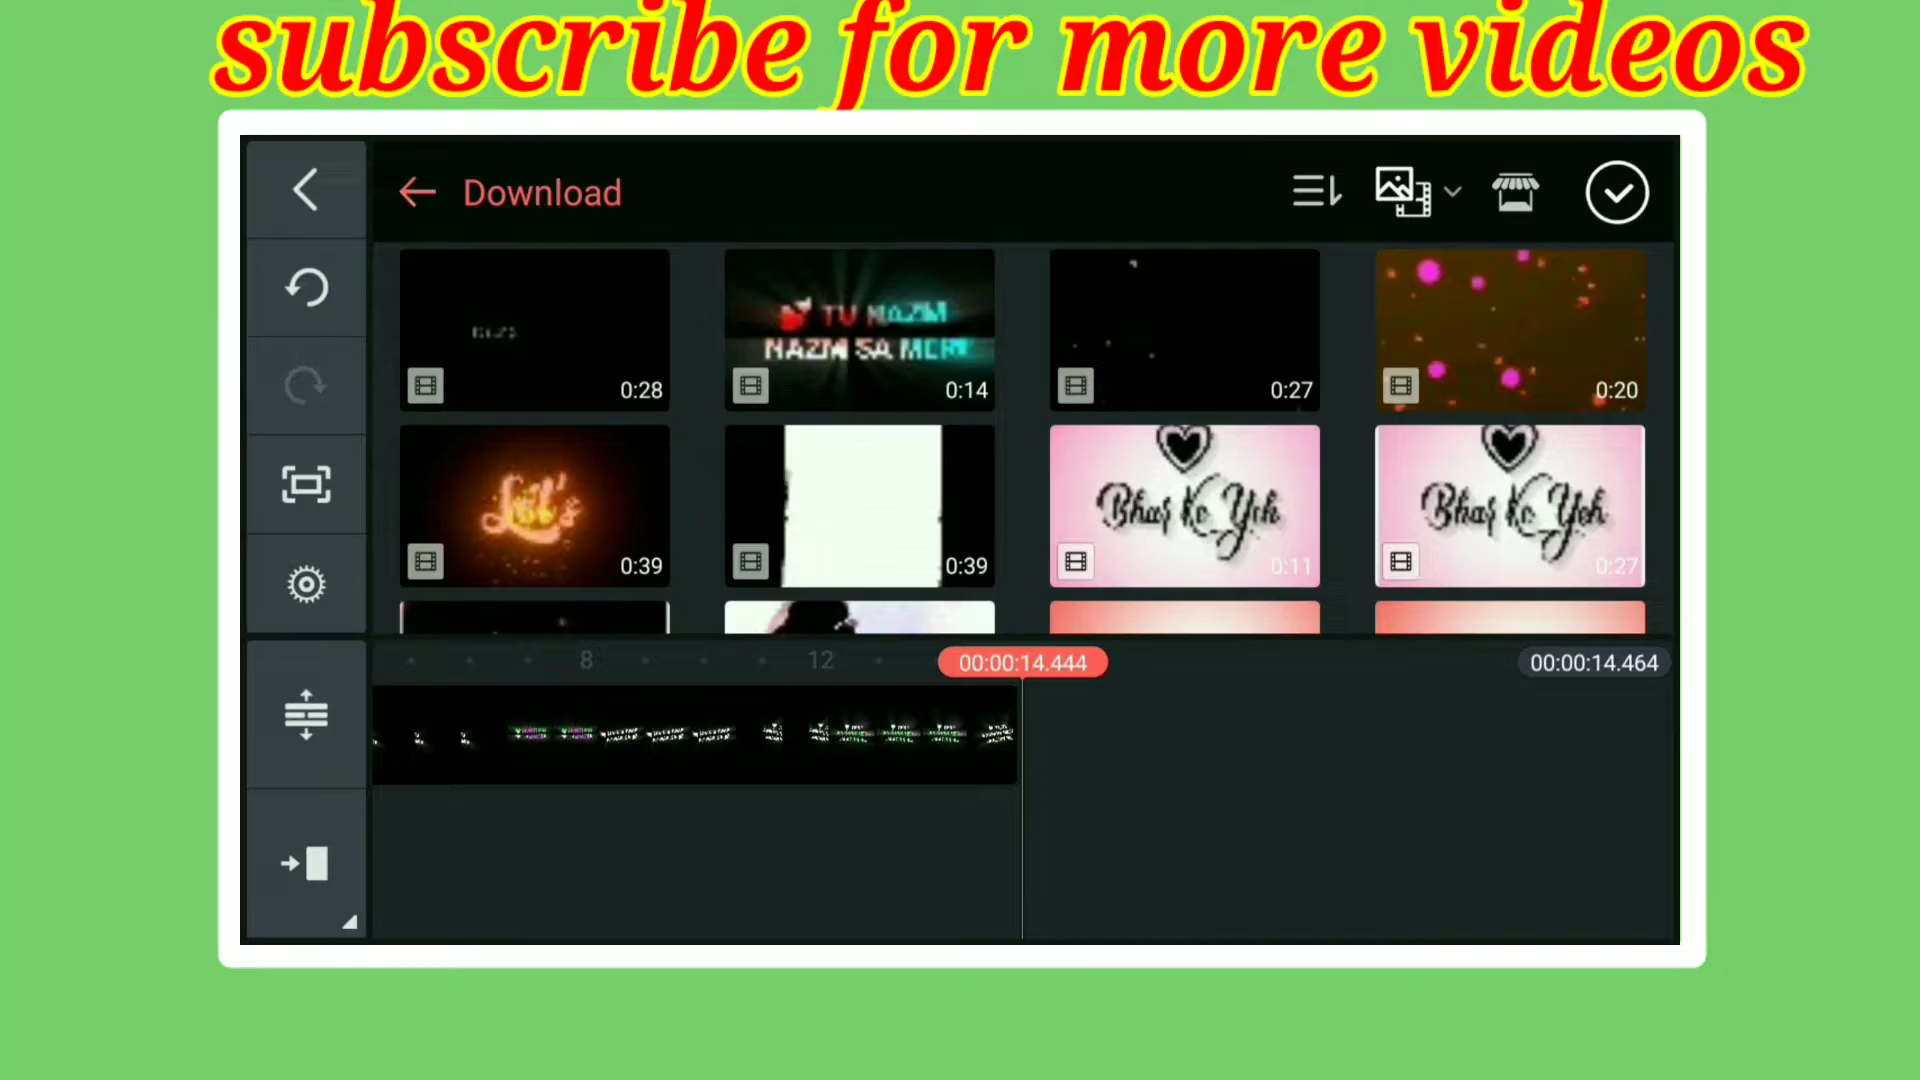 subscribe for more videos
Download
0:28
TU NAZM
NAZM SA MERE
0:14
0:27
0:20
0:39
0:39
Bhar Ke Yeh
0:11
Bhar Ke Yeh
0:27
8
12
00:00:14.444
00:00:14.464